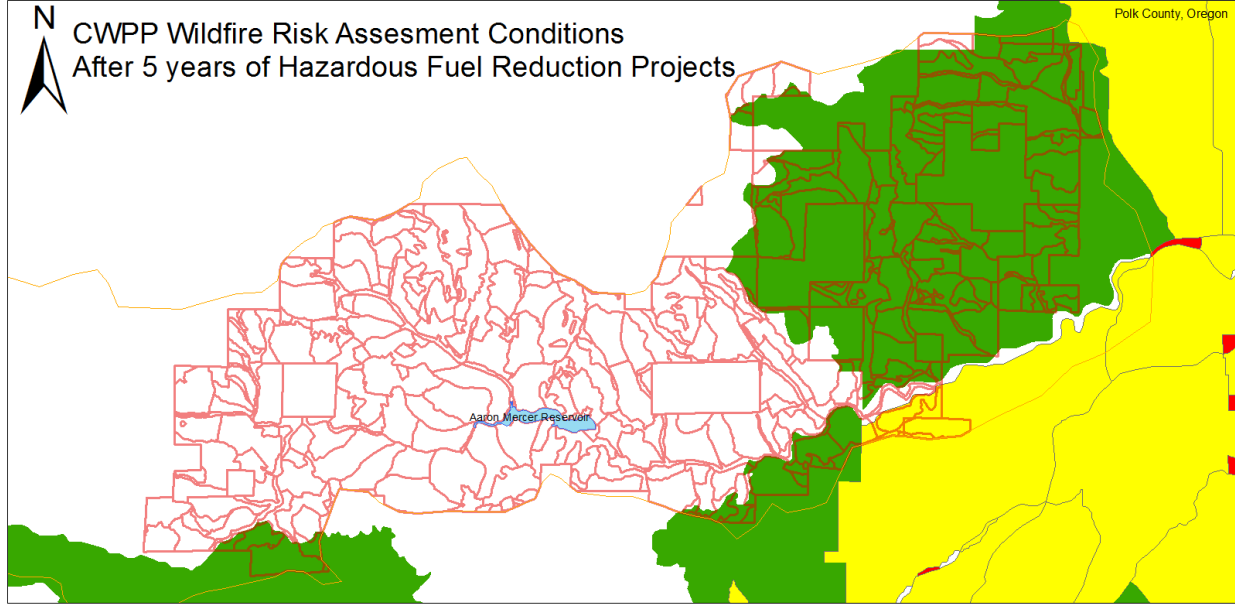 N
CWPP Wildfire Risk Assesment Conditions
After 5 years of Hazardous Fuel Reduction Projects
Polk County, Oregon
Aaron Mercer Reservoir